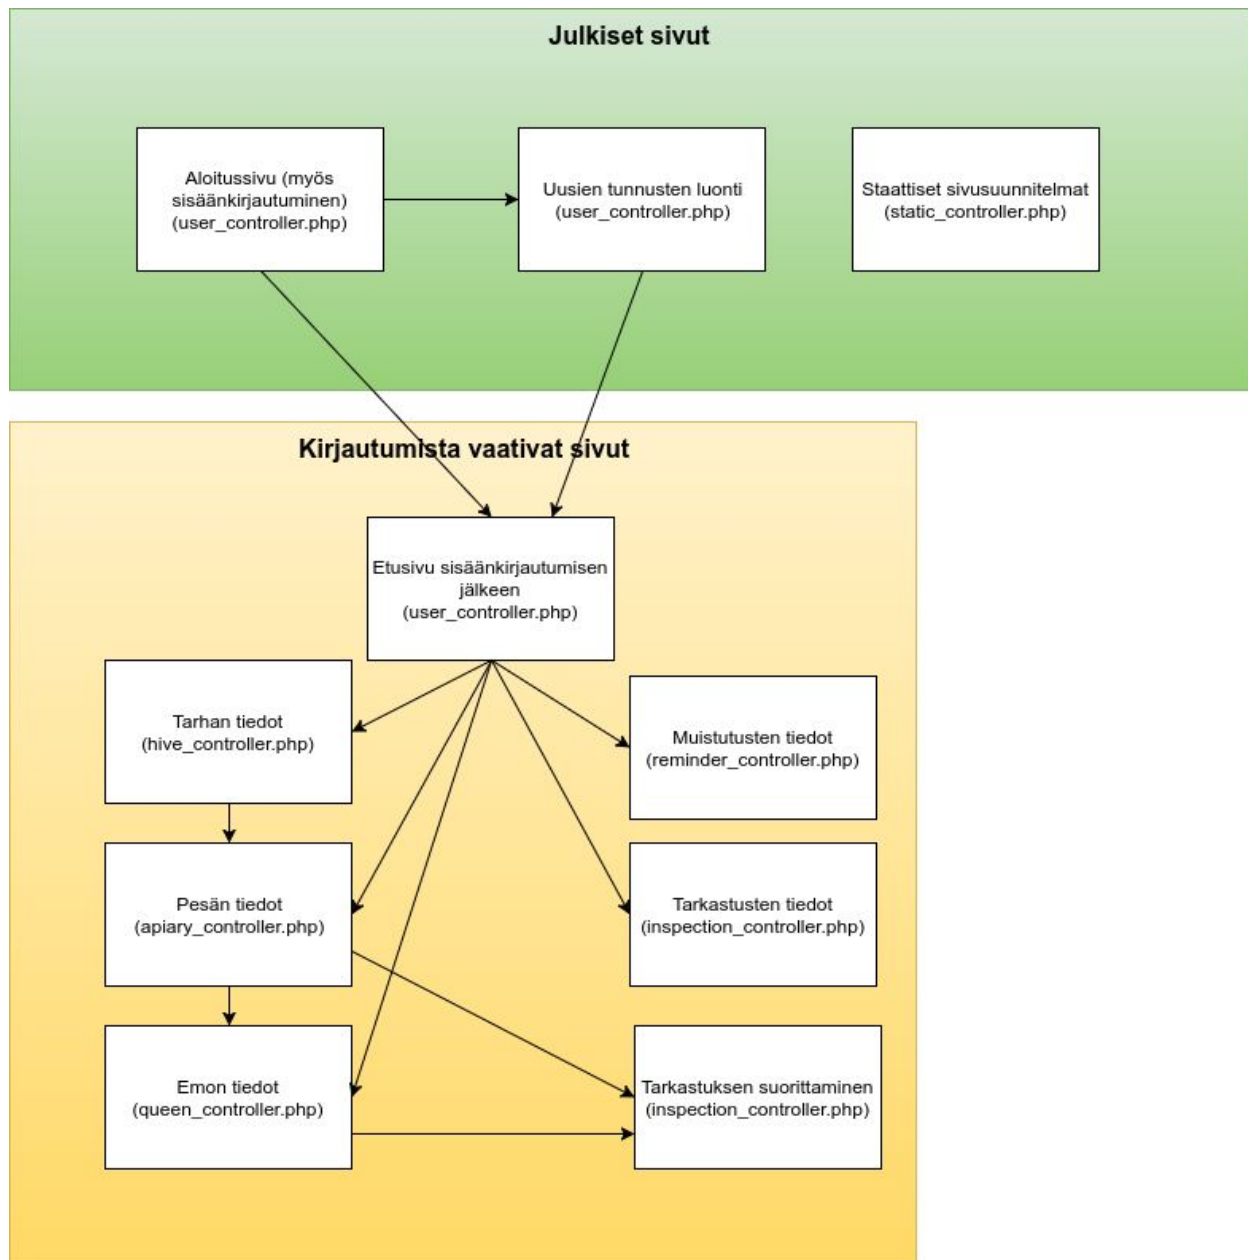 Julkiset sivut
Aloitussivu (myös
sisäänkirjautuminen)
(user_controller.php)
Uusien tunnusten luonti
(user_controller.php)
Staattiset sivusuunnitelmat
(static_controller.php)
Kirjautumista vaativat sivut
Etusivu sisäänkirjautumisen
jälkeen
(user_controller.php)
Tarhan tiedot
(hive_controller.php)
Muistutusten tiedot
(reminder_controller.php)
Pesän tiedot
(apiary_controller.php)
Tarkastusten tiedot
(inspection_controller.php)
Emon tiedot
(queen_controller.php)
Tarkastuksen suorittaminen
(inspection_controller.php)